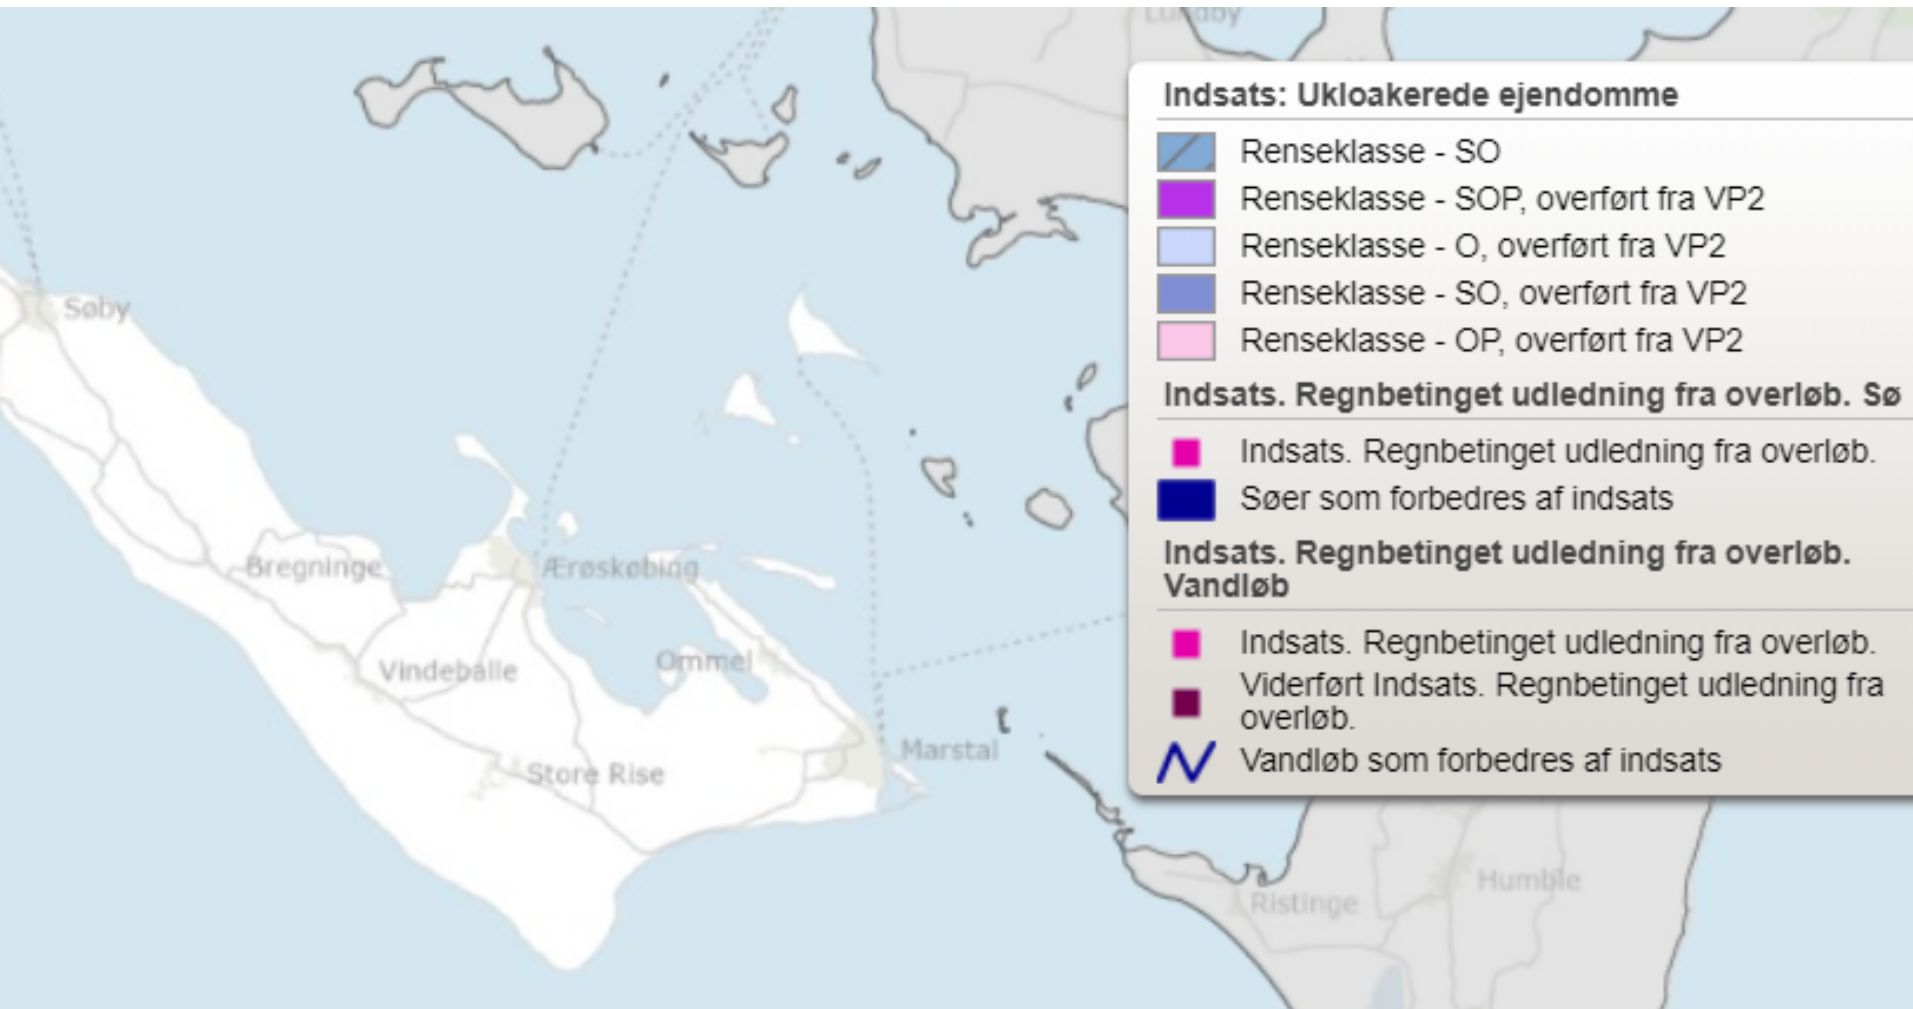 Lundby
Indsats: Ukloakerede ejendomme
Renseklasse - SO
Renseklasse - SOP, overført fra VP2
Renseklasse - O, overført fra VP2
Renseklasse - SO, overført fra VP2
Renseklasse - OP, overført fra VP2
Indsats. Regnbetinget udledning fra overløb. Sø
Indsats. Regnbetinget udledning fra overløb.
Søer som forbedres af indsats
Indsats. Regnbetinget udledning fra overløb.
Vandløb
Indsats. Regnbetinget udledning fra overløb.
Viderført Indsats. Regnbetinget udledning fra
overløb.
Vandløb som forbedres af indsats
Søby
Bregninge
Ærøskøbing
Vindeballe
Ommel
Store Rise
Marstal
Humble
Ristinge